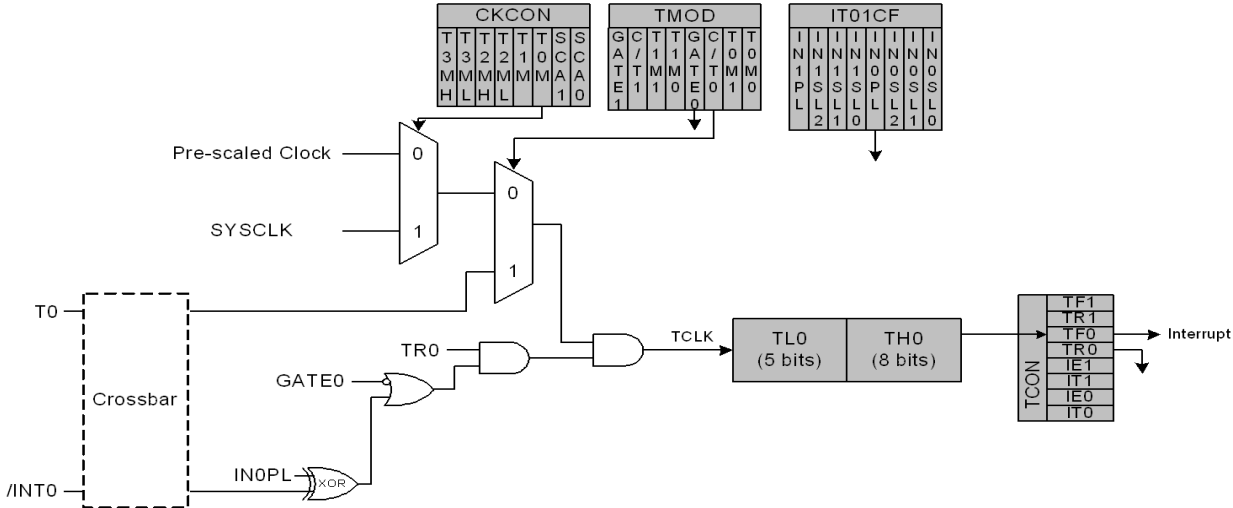 CKCON
T3MH T3ML T2MH T2ML T1M T0M SCA1 SCA0
TMOD
GATE1 C/T1 T1M1 T1M0 GATE0 C/T0 T0M1 T0M0
IT01CF
IN1PL IN1SL2 IN1SL1 IN1SL0 IN0PL IN0SL2 IN0SL1 IN0SL0
Pre-scaled Clock
0
SYSCLK
1
0
1
T0
Crossbar
/INT0
TR0
GATE0
IN0PL
XOR
TCLK
TL0
(5 bits)
TH0
(8 bits)
TCON
TF1
TR1
TF0
TR0
IE1
IT1
IE0
IT0
Interrupt